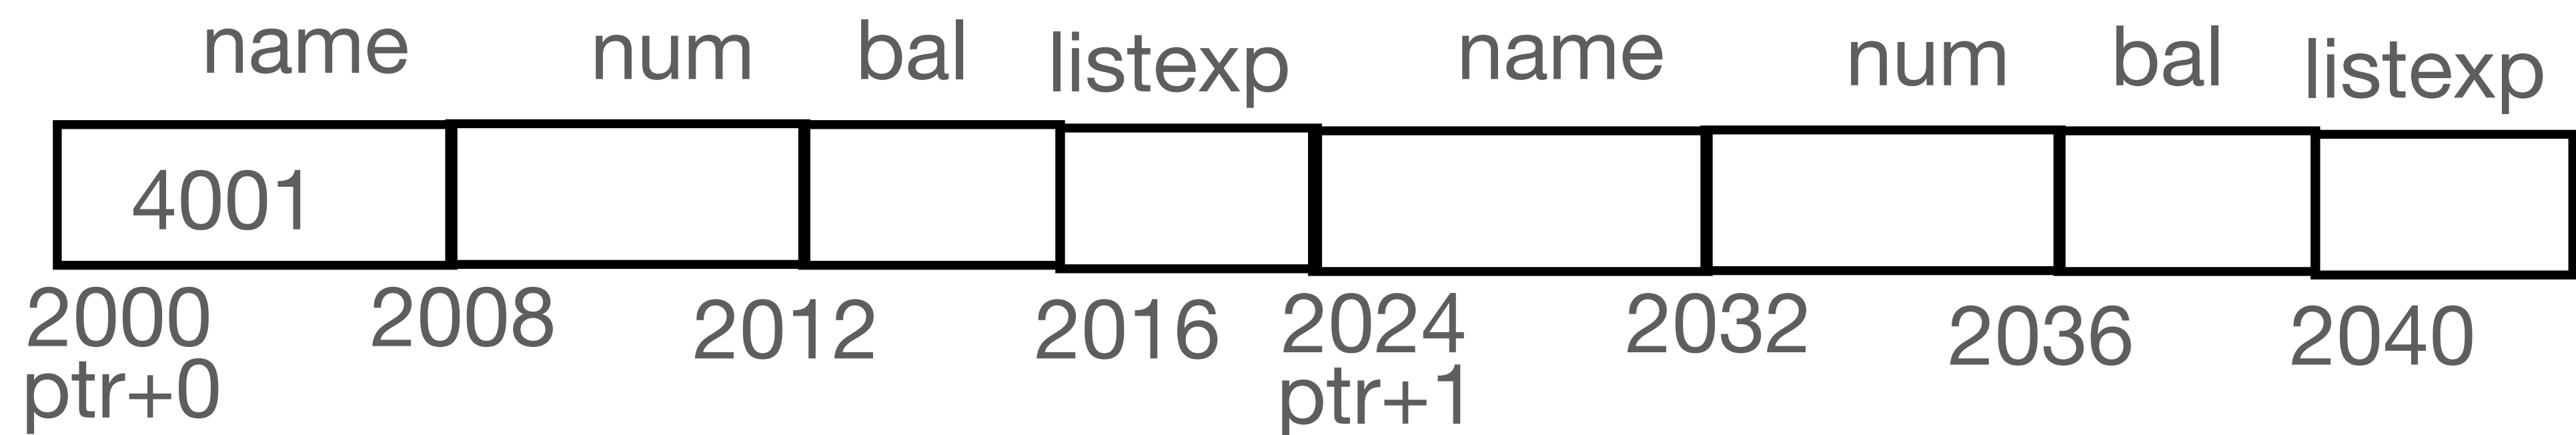 name num bal listexp name num bal listexp
4001
2000 2008 2012 2016 2024 2032 2036 2040
ptr+0 ptr+1